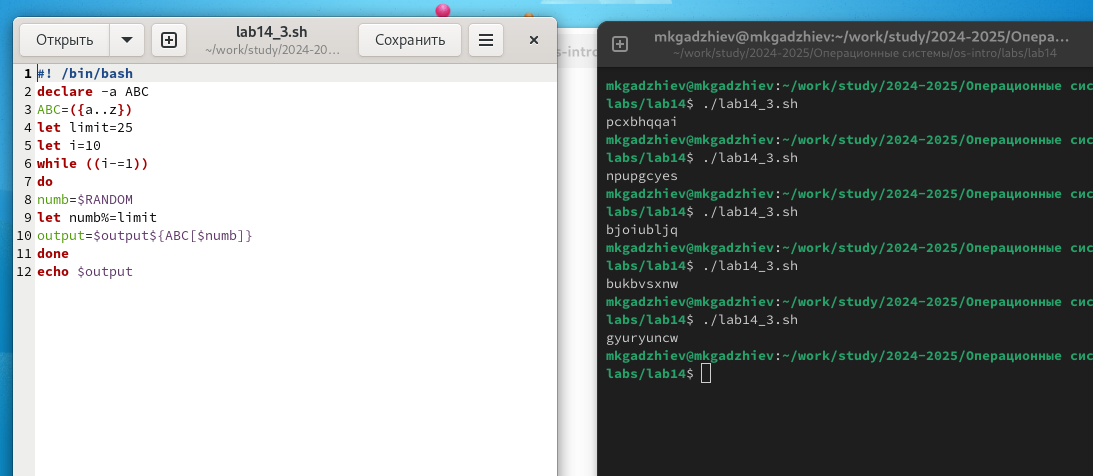 Открыть
lab14_3.sh
~/work/study/2024-20...
Сохранить
1 #! /bin/bash
2 declare -a ABC
3 ABC=({a..z})
4 let limit=25
5 let i=10
6 while ((i-=1))
7 do
8 numb=$RANDOM
9 let numb%=limit
10 output=$output${ABC[$numb]}
11 done
12 echo $output
s-intro
mkgadzhiev@mkgadzhiev:~/work/study/2024-2025/Опера...
~/work/study/2024-2025/Операционные системы/os-intro/labs/lab14
mkgadzhiev@mkgadzhiev:~/work/study/2024-2025/Операционные сис
labs/lab14$ ./lab14_3.sh
pcxbhqqai
mkgadzhiev@mkgadzhiev:~/work/study/2024-2025/Операционные сис
labs/lab14$ ./lab14_3.sh
npupgcyes
mkgadzhiev@mkgadzhiev:~/work/study/2024-2025/Операционные сис
labs/lab14$ ./lab14_3.sh
bjoiubljq
mkgadzhiev@mkgadzhiev:~/work/study/2024-2025/Операционные сис
labs/lab14$ ./lab14_3.sh
bukbvsxnw
mkgadzhiev@mkgadzhiev:~/work/study/2024-2025/Операционные сис
labs/lab14$ ./lab14_3.sh
gyuryuncw
mkgadzhiev@mkgadzhiev:~/work/study/2024-2025/Операционные сис
labs/lab14$